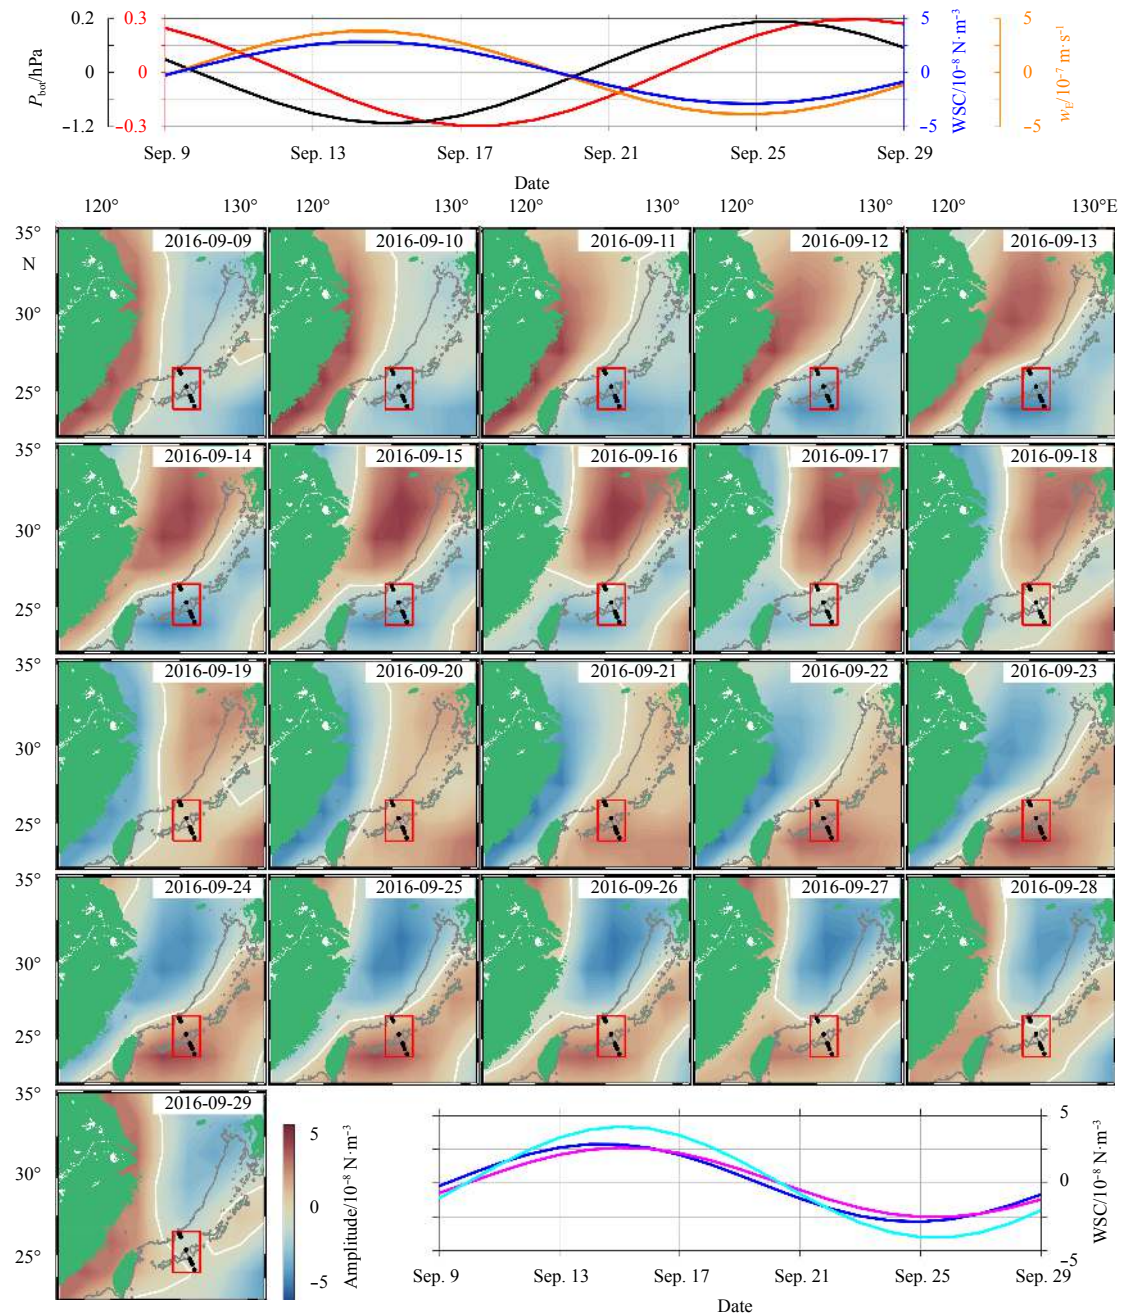 0.2 0.3 5 5
P_bot/hPa 0 0 0 WSC/10⁻⁸ N·m⁻³ 0 w_E/10⁻⁷ m·s⁻¹
−1.2 −0.3 −5 −5
Sep. 9 Sep. 13 Sep. 17 Sep. 21 Sep. 25 Sep. 29
Date
120° 130° 120° 130° 120° 130° 120° 130° 120° 130°E
35° 2016-09-09 2016-09-10 2016-09-11 2016-09-12 2016-09-13
N
30°
25°
35° 2016-09-14 2016-09-15 2016-09-16 2016-09-17 2016-09-18
30°
25°
35° 2016-09-19 2016-09-20 2016-09-21 2016-09-22 2016-09-23
30°
25°
35° 2016-09-24 2016-09-25 2016-09-26 2016-09-27 2016-09-28
30°
25°
35° 2016-09-29
30°
25°
5
0
−5
Amplitude/10⁻⁸ N·m⁻³
5
0
−5
WSC/10⁻⁸ N·m⁻³
Sep. 9 Sep. 13 Sep. 17 Sep. 21 Sep. 25 Sep. 29
Date